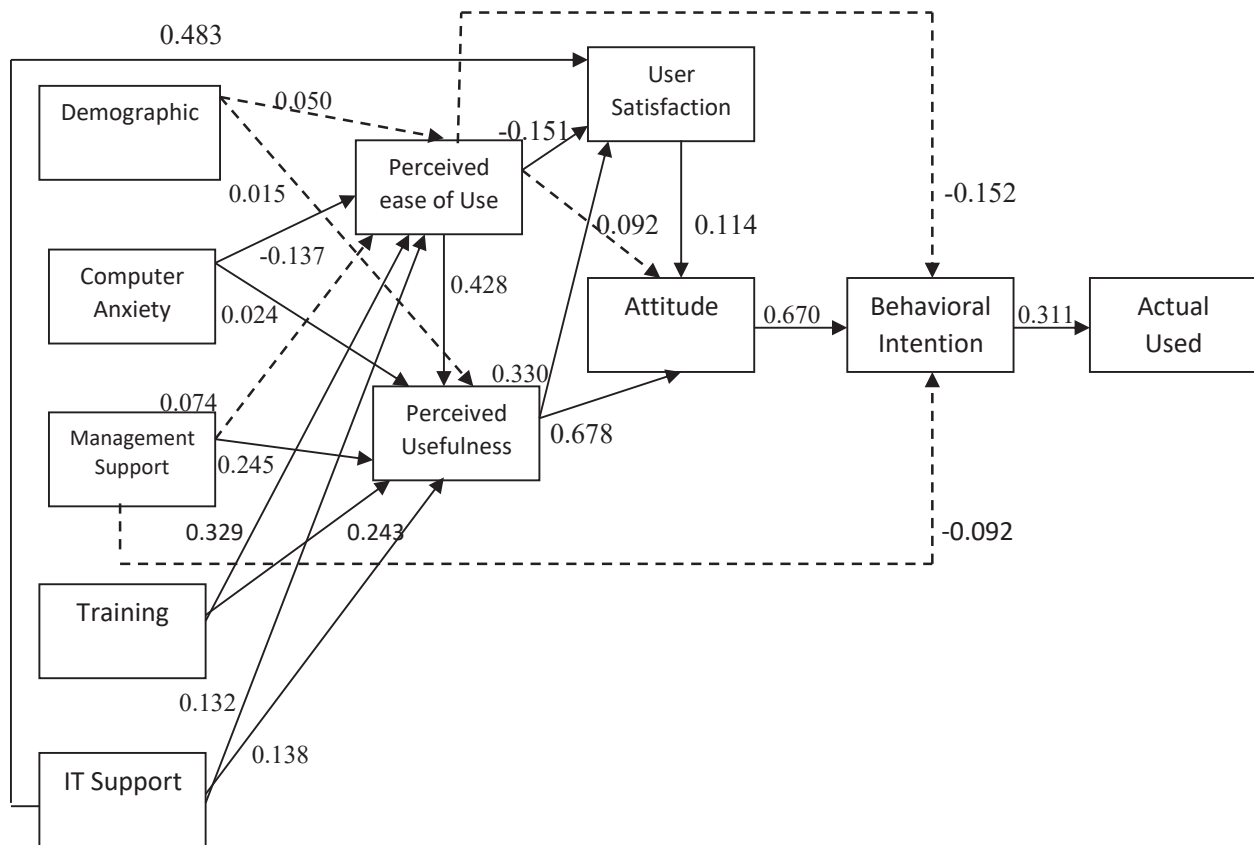 0.483
User
Satisfaction
Demographic
0.050
-0.151
Perceived
ease of Use
0.015
-0.152
0.092
0.114
-0.137
Computer
Anxiety
0.428
0.024
Attitude
0.670
Behavioral
Intention
0.311
Actual
Used
0.330
0.074
Perceived
Usefulness
0.678
Management
Support
0.245
0.329
0.243
-0.092
Training
0.132
0.138
IT Support